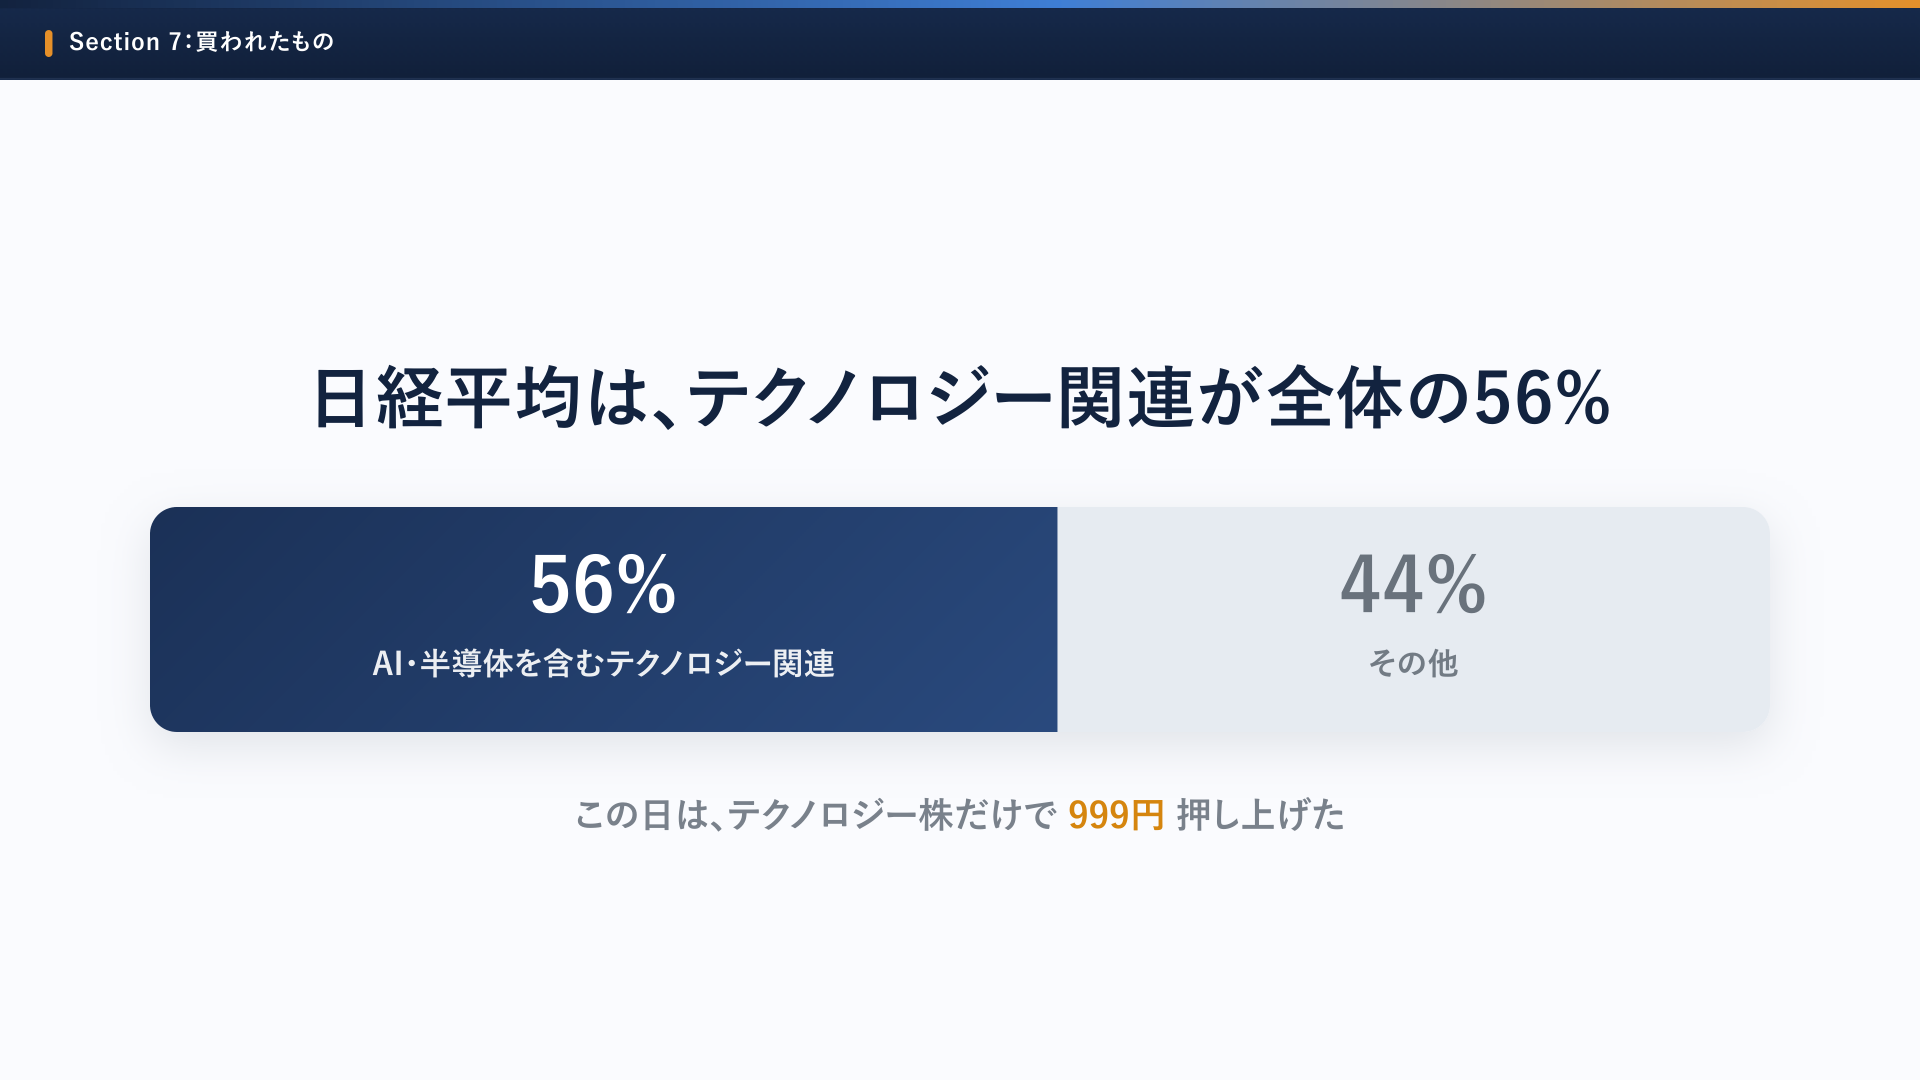 Section 7：買われたもの
日経平均は、テクノロジー関連が全体の56%
56%
AI・半導体を含むテクノロジー関連
44%
その他
この日は、テクノロジー株だけで 999円 押し上げた